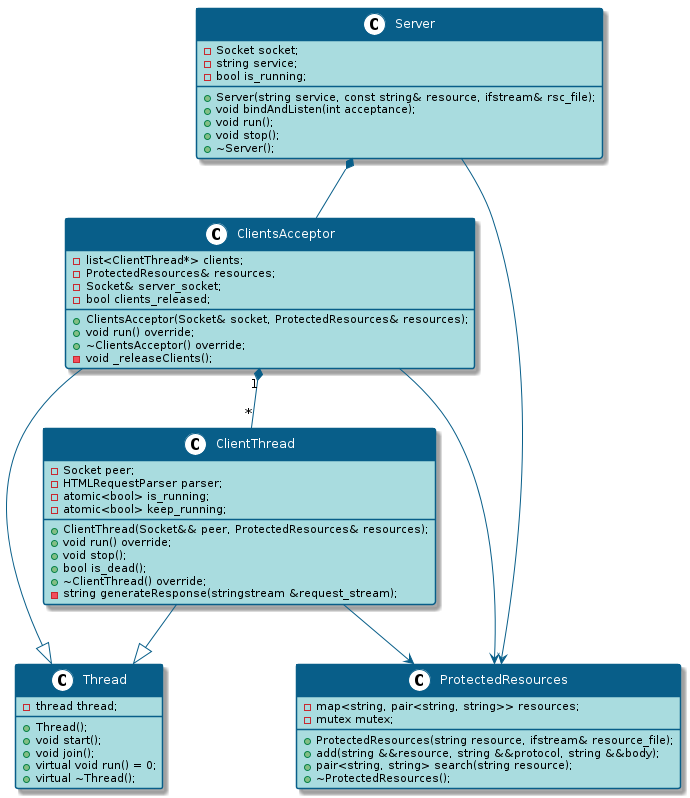 C Server
Socket socket;
string service;
bool is_running;
Server(string service, const string& resource, ifstream& rsc_file);
void bindAndListen(int acceptance);
void run();
void stop();
~Server();
C ClientsAcceptor
list<ClientThread*> clients;
ProtectedResources& resources;
Socket& server_socket;
bool clients_released;
ClientsAcceptor(Socket& socket, ProtectedResources& resources);
void run() override;
~ClientsAcceptor() override;
void _releaseClients();
1
*
C ClientThread
Socket peer;
HTMLRequestParser parser;
atomic<bool> is_running;
atomic<bool> keep_running;
ClientThread(Socket&& peer, ProtectedResources& resources);
void run() override;
void stop();
bool is_dead();
~ClientThread() override;
string generateResponse(stringstream &request_stream);
C Thread
thread thread;
Thread();
void start();
void join();
virtual void run() = 0;
virtual ~Thread();
C ProtectedResources
map<string, pair<string, string>> resources;
mutex mutex;
ProtectedResources(string resource, ifstream& resource_file);
add(string &&resource, string &&protocol, string &&body);
pair<string, string> search(string resource);
~ProtectedResources();